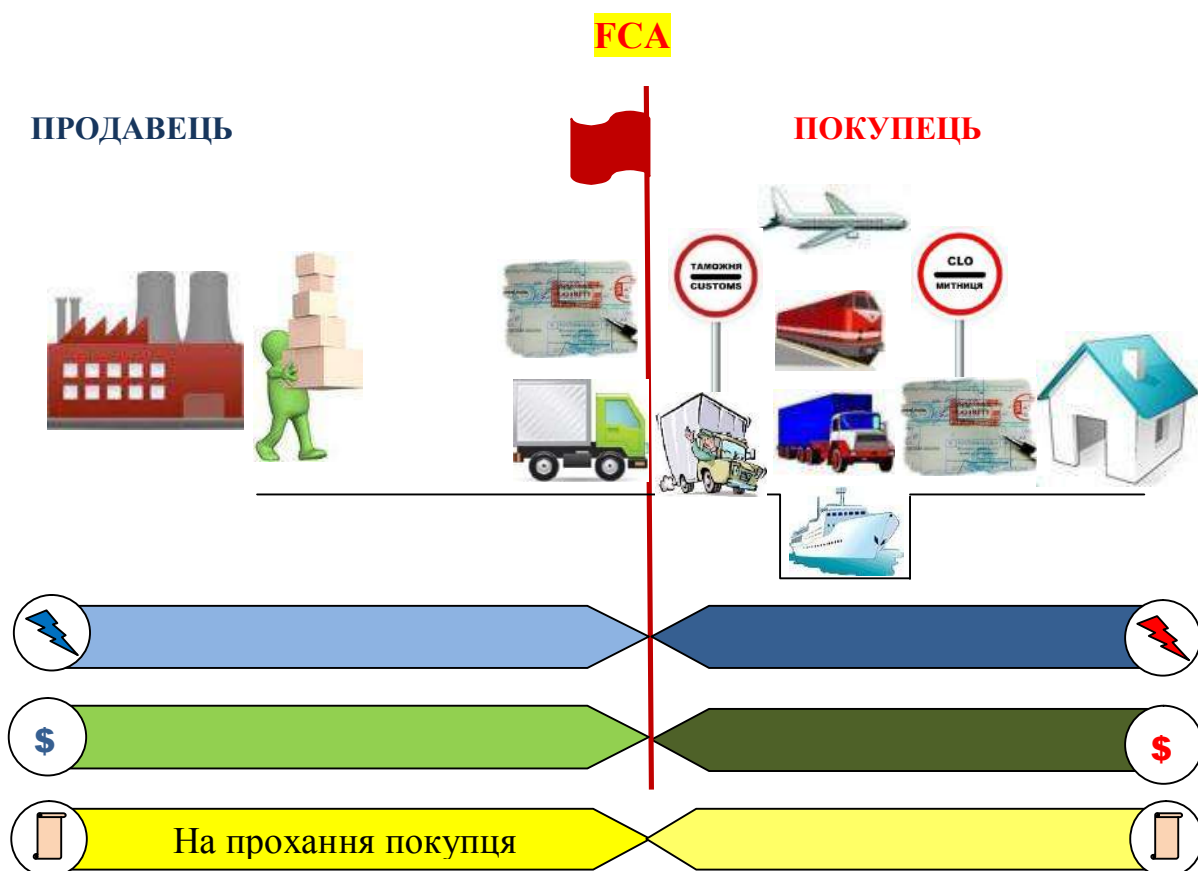 FCA
ПРОДАВЕЦЬ
ПОКУПЕЦЬ
ТАМОЖНЯ
CUSTOMS
CLO
МИТНИЦЯ
$
$
На прохання покупця